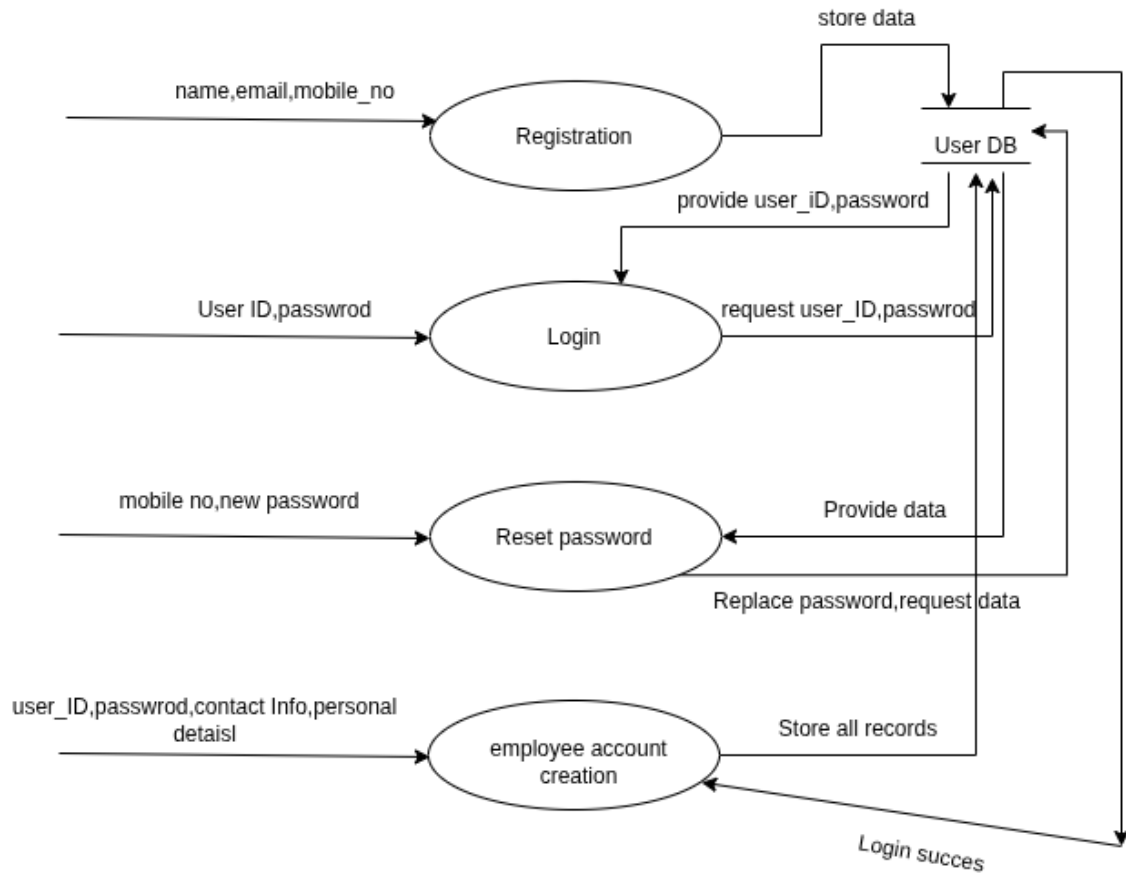 store data
name,email,mobile_no
Registration
User DB
provide user_iD,password
User ID,passwrod
Login
request user_ID,passwrod
mobile no,new password
Reset password
Provide data
Replace password,request data
user_ID,passwrod,contact Info,personal
detaisl
employee account
creation
Store all records
Login succes